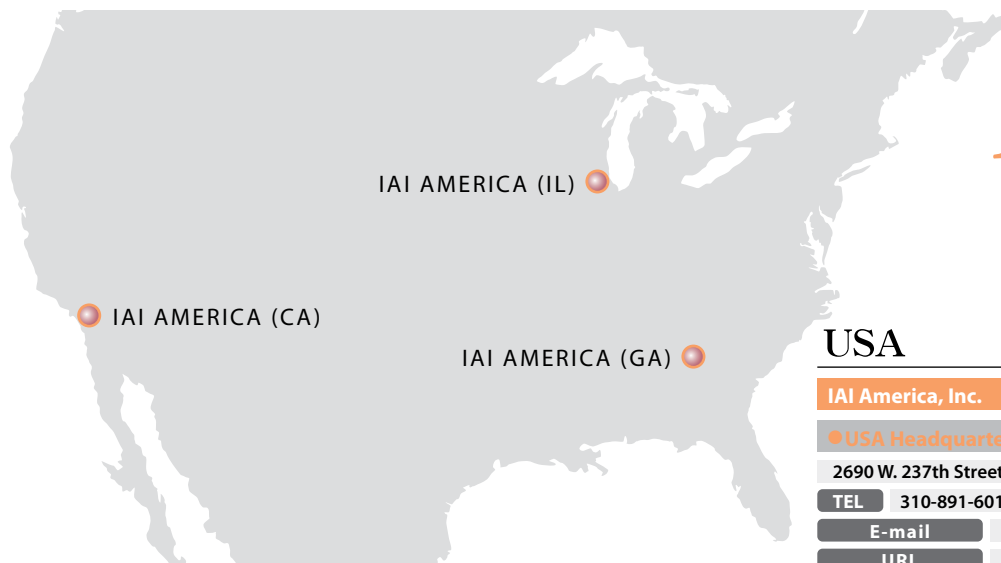 IAI AMERICA (IL)
IAI AMERICA (CA)
IAI AMERICA (GA)
USA
IAI America, Inc.
USA Headquarte
2690 W. 237th Street
TEL 310-891-601
E-mail
URL